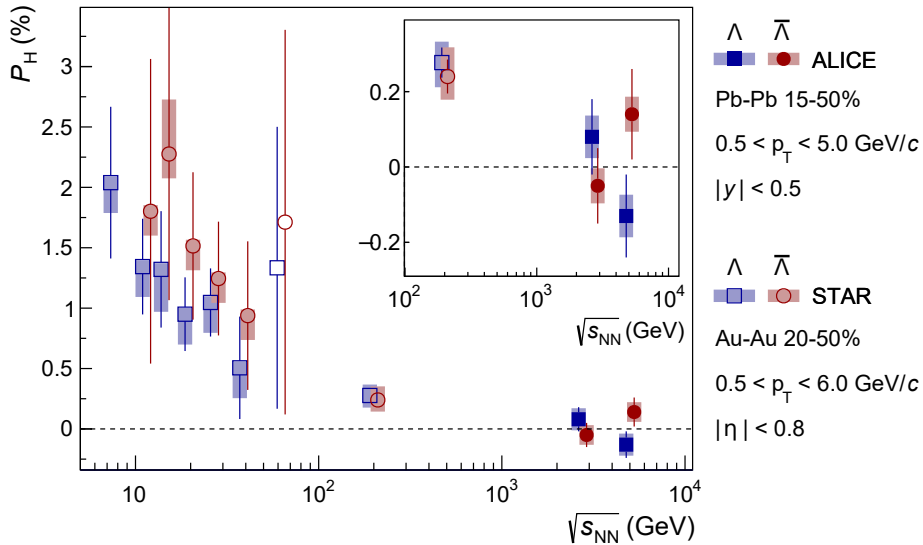 P_H (%)
3
2.5
2
1.5
1
0.5
0
10
10^2
10^3
10^4
√s_NN (GeV)
0.2
0
−0.2
10^2
10^3
10^4
√s_NN (GeV)
Λ Λ̅
ALICE
Pb-Pb 15-50%
0.5 < p_T < 5.0 GeV/c
|y| < 0.5
Λ Λ̅
STAR
Au-Au 20-50%
0.5 < p_T < 6.0 GeV/c
|η| < 0.8